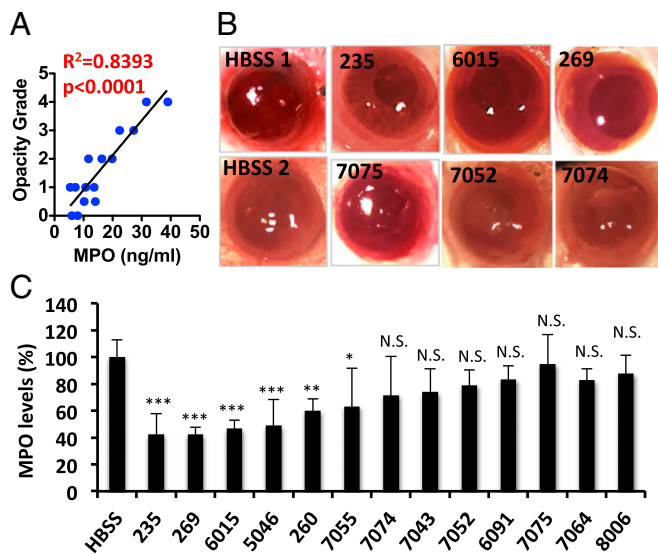 A
R²=0.8393
p<0.0001
5
4
3
2
1
0
Opacity Grade
0 10 20 30 40 50
MPO (ng/ml)
B
HBSS 1
235
6015
269
HBSS 2
7075
7052
7074
C
140
120
100
80
60
40
20
0
MPO levels (%)
*** *** *** *** ** * N.S. N.S. N.S. N.S. N.S. N.S. N.S.
HBSS 235 269 6015 5046 260 7055 7074 7043 7052 6091 7075 7064 8006